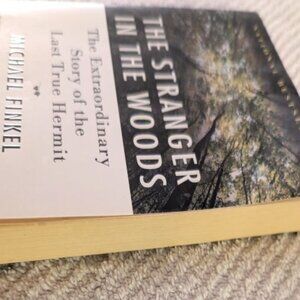 THE STRANGER
IN THE WOODS
The Extraordinary
Story of the
Last True Hermit
MICHAEL FINKEL